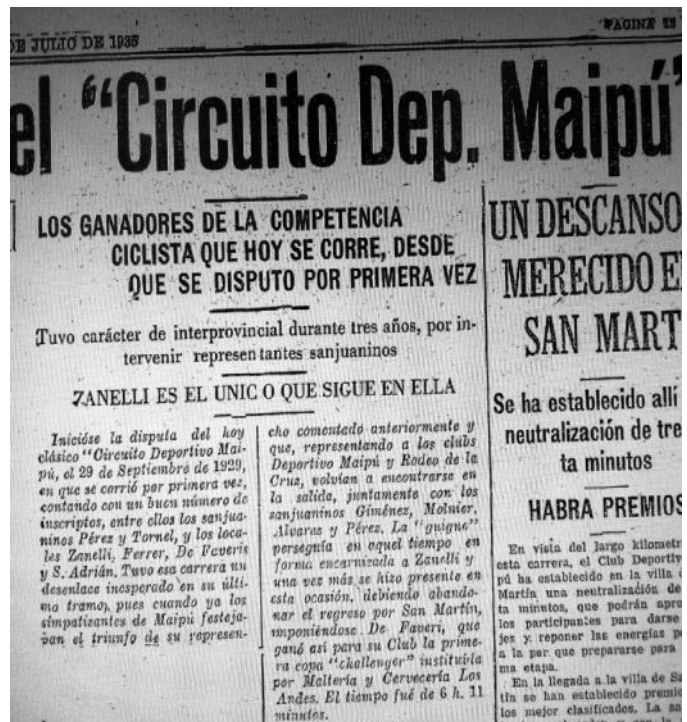 DE JULIO DE 1935
PAGINA 13
el "Circuito Dep. Maipú"
LOS GANADORES DE LA COMPETENCIA
CICLISTA QUE HOY SE CORRE, DESDE
QUE SE DISPUTO POR PRIMERA VEZ
Tuvo carácter de interprovincial durante tres años, por in-
tervenir represen tantes sanjuaninos
ZANELLI ES EL UNIC O QUE SIGUE EN ELLA
Inicióse la disputa del hoy
clásico "Circuito Deportivo Mai-
pú, el 29 de Septiembre de 1929,
en que se corrió por primera vez,
contando con un buen número de
inscriptos, entre ellos los sanjua-
ninos Pérez y Tornel, y los loca-
les Zanelli, Ferrer, De Faveris
y S. Adrián. Tuvo esa carrera un
desenlace inesperado en su últi-
mo tramo, pues cuando ya los
simpatizantes de Maipú festeja-
ban el triunfo de su represen-
cho comentado anteriormente y
que, representando a los clubs
Deportivo Maipú y Rodeo de la
Cruz, volvían a encontrarse en
la salida, juntamente con los
sanjuaninos Giménez, Molnier,
Alvarez y Pérez. La "guigne"
perseguía en aquel tiempo en
forma encarnizada a Zanelli y
una vez más se hizo presente en
esta ocasión, debiendo abando-
nar el regreso por San Martín,
imponiéndose De Faveri, que
ganó así para su Club la prime-
ra copa "challenger" instituída
por Maltería y Cervecería Los
Andes. El tiempo fué de 6 h. 11
minutos.
UN DESCANSO
MERECIDO E
SAN MART
Se ha establecido allí
neutralización de tre
ta minutos
HABRA PREMIOS
En vista del largo kilometr
esta carrera, el Club Deportiv
pú ha establecido en la villa d
Martín una neutralización de
ta minutos, que podrán apro
los participantes para darse
jes y reponer las energías p
a la par que prepararse para
ma etapa.
En la llegada a la villa de Sa
tín se han establecido premio
los mejor clasificados. La sa